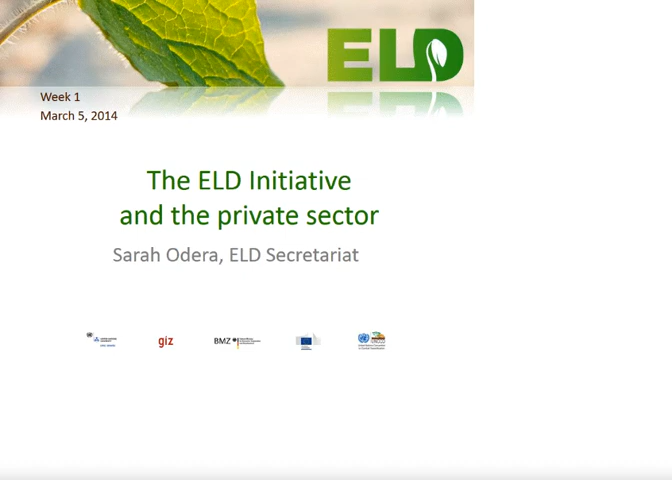 ELD
Week 1
March 5, 2014
The ELD Initiative
and the private sector
Sarah Odera, ELD Secretariat
giz
BMZ